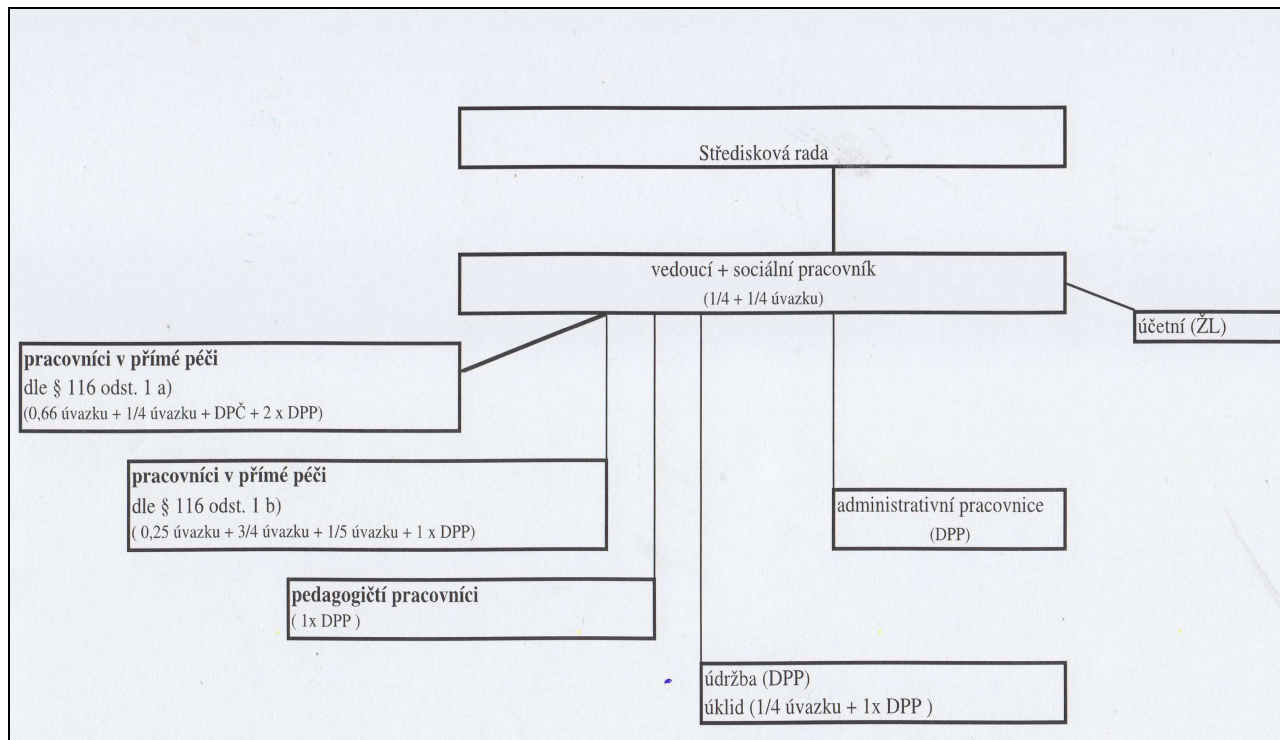 Středisková rada
vedoucí + sociální pracovník
(1/4 + 1/4 úvazku)
účetní (ŽL)
pracovníci v přímé péči
dle § 116 odst. 1 a)
(0,66 úvazku + 1/4 úvazku + DPČ + 2 x DPP)
pracovníci v přímé péči
dle § 116 odst. 1 b)
( 0,25 úvazku + 3/4 úvazku + 1/5 úvazku + 1 x DPP)
administrativní pracovnice
(DPP)
pedagogičtí pracovníci
( 1x DPP )
údržba (DPP)
úklid (1/4 úvazku + 1x DPP )